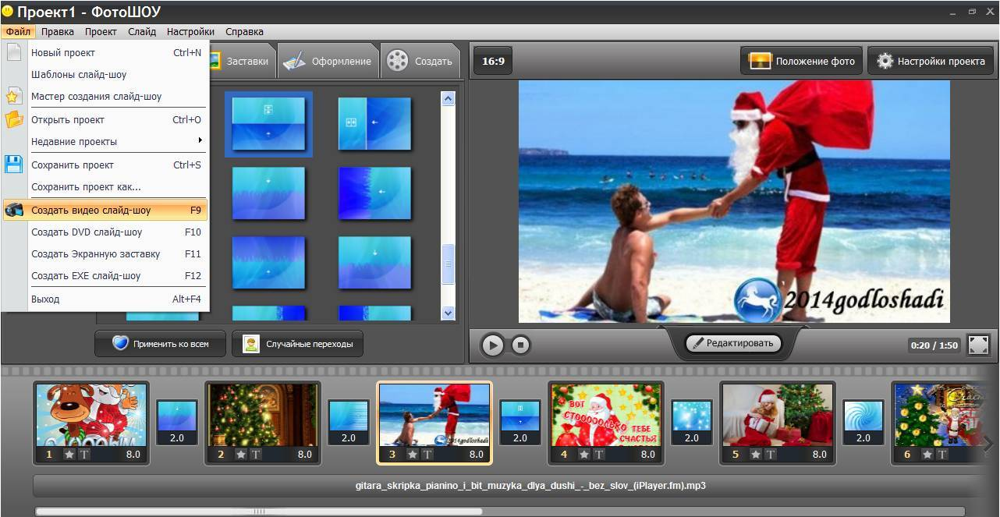 Проект1 - ФотоШОУ
Файл Правка Проект Слайд Настройки Справка
Новый проект Ctrl+N
Шаблоны слайд-шоу
Мастер создания слайд-шоу
Открыть проект Ctrl+O
Недавние проекты
Сохранить проект Ctrl+S
Сохранить проект как...
Создать видео слайд-шоу F9
Создать DVD слайд-шоу F10
Создать Экранную заставку F11
Создать EXE слайд-шоу F12
Выход Alt+F4
Заставки Оформление Создать
Применить ко всем Случайные переходы
16:9 Положение фото Настройки проекта
2014godloshadi
Редактировать 0:20 / 1:50
ВОТ
СТОООООЛЬКО ТЕБЕ
СЧАСТЬЯ
2.0 2.0 2.0 2.0 2.0
1 T 8.0 2 T 8.0 3 T 8.0 4 T 8.0 5 T 8.0 6 T
gitara_skripka_pianino_i_bit_muzyka_dlya_dushi_-_bez_slov_(iPlayer.fm).mp3